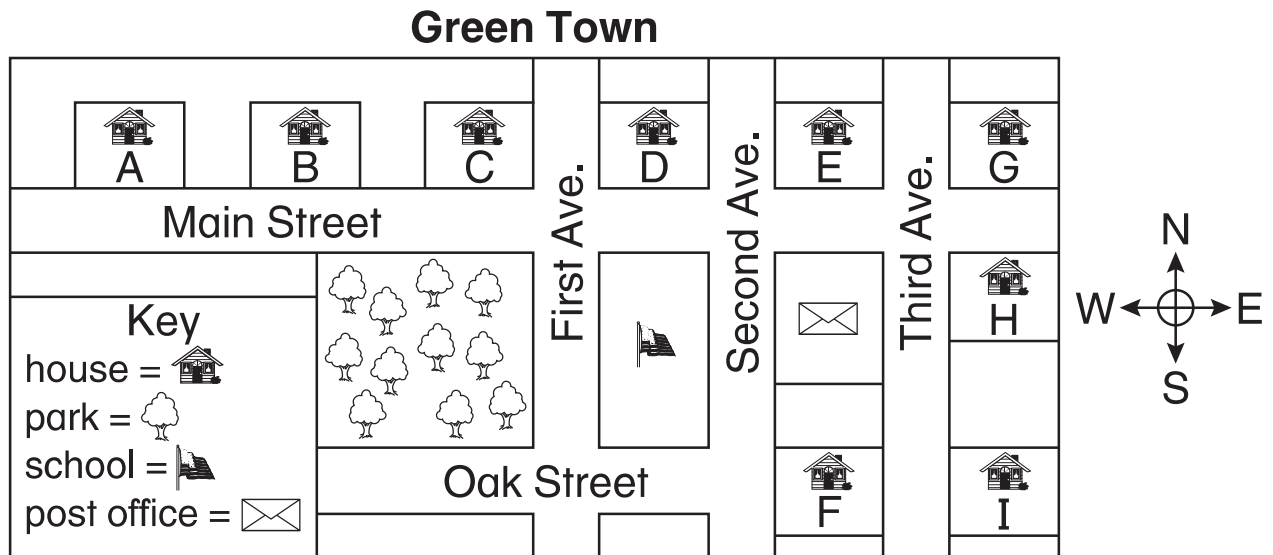 Green Town
A B C D E G
Main Street
First Ave.
Second Ave.
Third Ave.
H
N
W E
S
Key
house =
park =
school =
post office =
Oak Street
F I